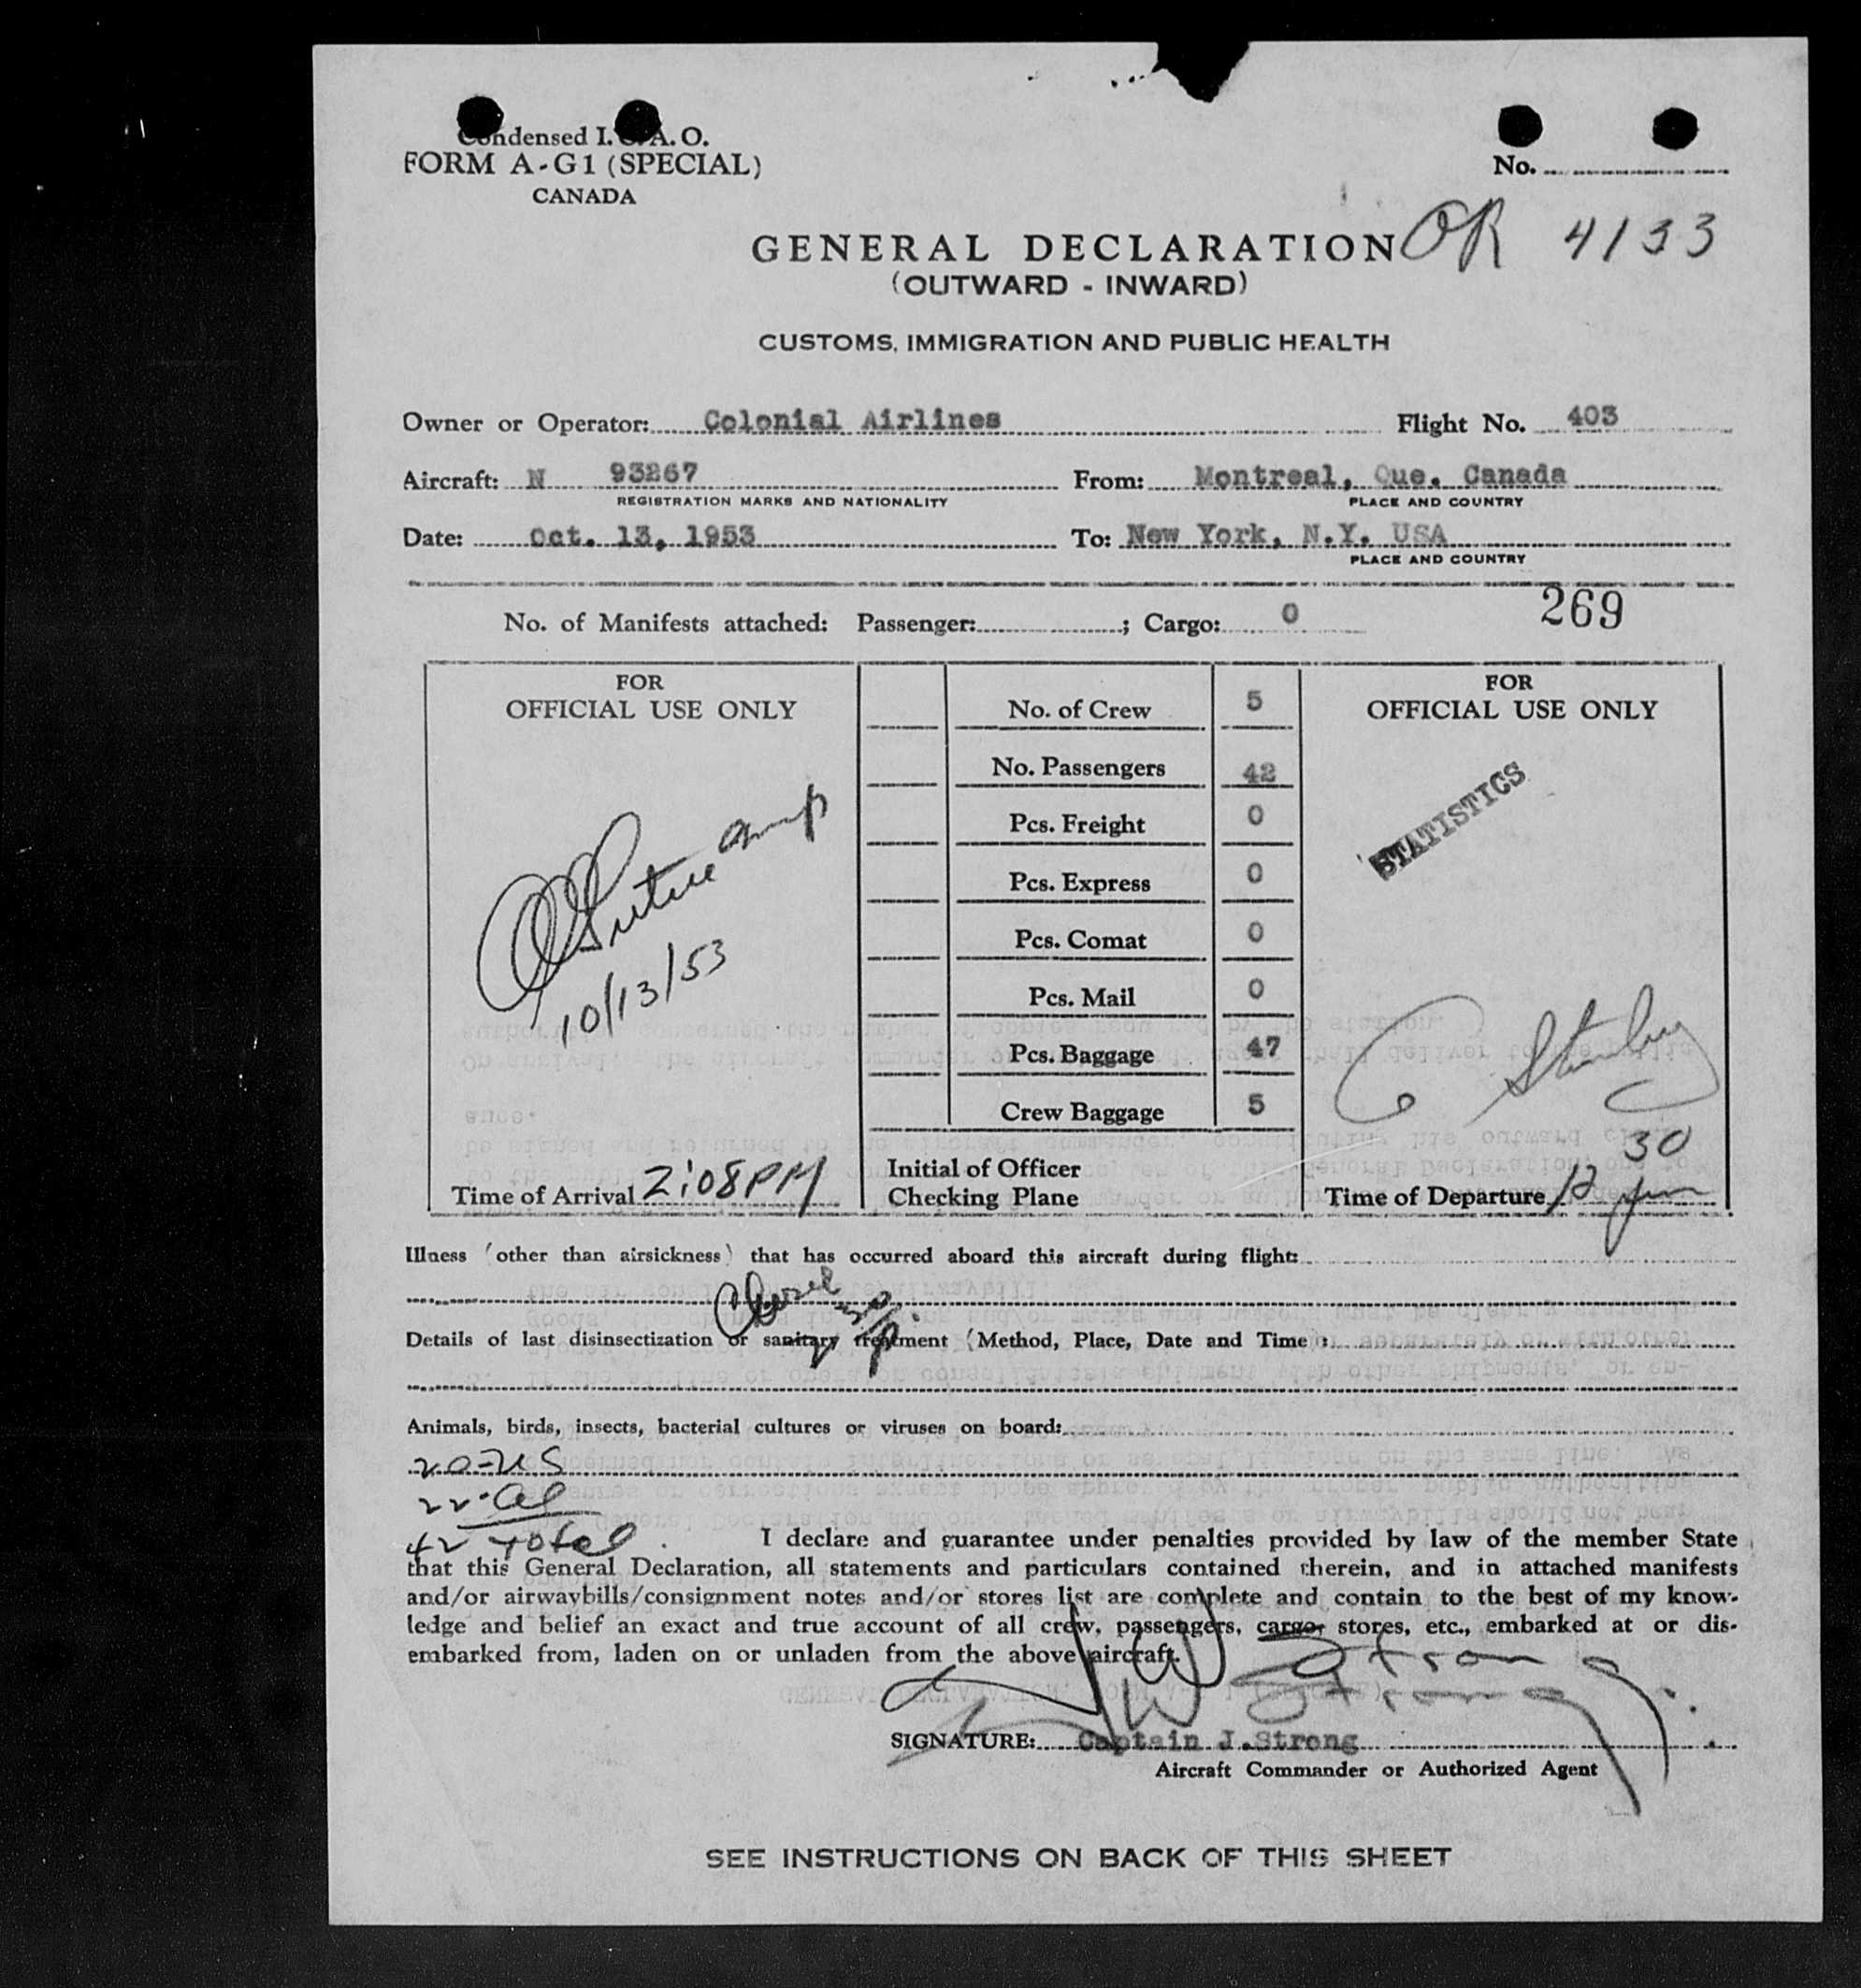 Condensed I.C.A.O.
FORM A-G1 (SPECIAL)
CANADA
No.
GENERAL DECLARATION
OR 4133
(OUTWARD - INWARD)
CUSTOMS, IMMIGRATION AND PUBLIC HEALTH
Owner or Operator: Colonial Airlines Flight No. 403
Aircraft: N 93267 From: Montreal, Que. Canada
REGISTRATION MARKS AND NATIONALITY PLACE AND COUNTRY
Date: Oct. 13, 1953 To: New York, N.Y. USA
PLACE AND COUNTRY
269
No. of Manifests attached: Passenger: ; Cargo: 0
FOR
OFFICIAL USE ONLY
10/13/53
Time of Arrival 2:08 PM
No. of Crew 5
No. Passengers 42
Pcs. Freight 0
Pcs. Express 0
Pcs. Comat 0
Pcs. Mail 0
Pcs. Baggage 47
Crew Baggage 5
Initial of Officer
Checking Plane
FOR
OFFICIAL USE ONLY
STATISTICS
30
Time of Departure 12 pm
Illness (other than airsickness) that has occurred aboard this aircraft during flight:
Details of last disinsectization or sanitary treatment (Method, Place, Date and Time):
Animals, birds, insects, bacterial cultures or viruses on board:
20-US
22-al
42 Total
I declare and guarantee under penalties provided by law of the member State
that this General Declaration, all statements and particulars contained therein, and in attached manifests
and/or airwaybills/consignment notes and/or stores list are complete and contain to the best of my know-
ledge and belief an exact and true account of all crew, passengers, cargo, stores, etc., embarked at or dis-
embarked from, laden on or unladen from the above aircraft.
JW Strong
JW Strong
SIGNATURE: Captain J.Strong
Aircraft Commander or Authorized Agent
SEE INSTRUCTIONS ON BACK OF THIS SHEET